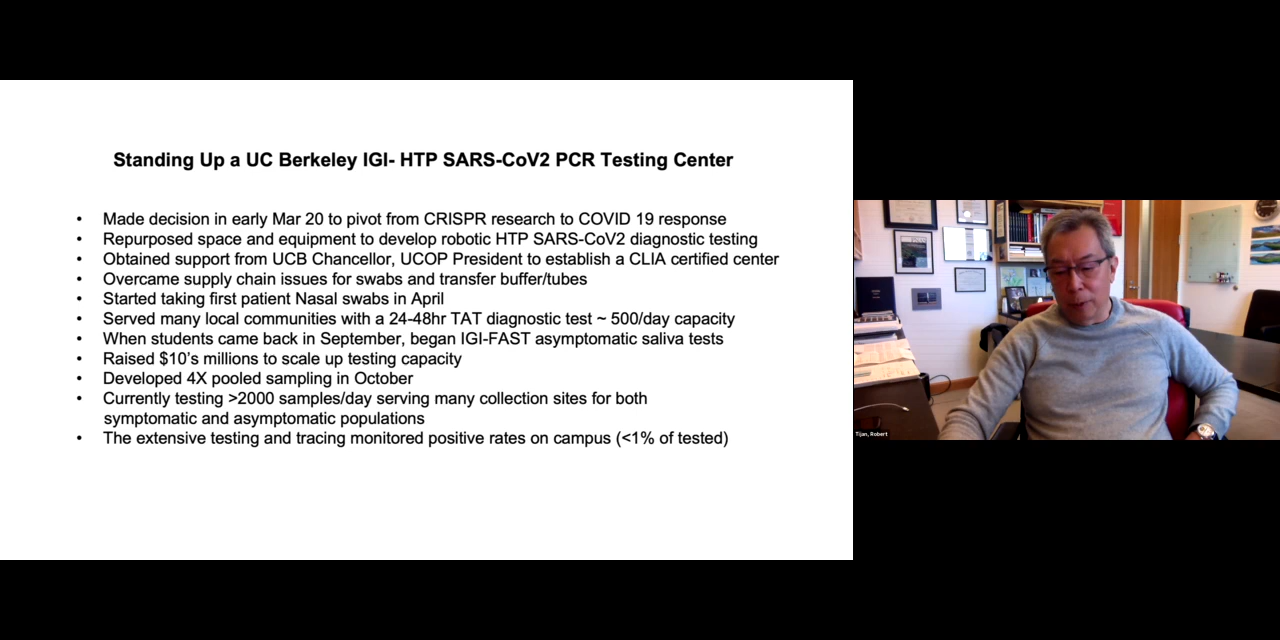 Standing Up a UC Berkeley IGI- HTP SARS-CoV2 PCR Testing Center
• Made decision in early Mar 20 to pivot from CRISPR research to COVID 19 response
• Repurposed space and equipment to develop robotic HTP SARS-CoV2 diagnostic testing
• Obtained support from UCB Chancellor, UCOP President to establish a CLIA certified center
• Overcame supply chain issues for swabs and transfer buffer/tubes
• Started taking first patient Nasal swabs in April
• Served many local communities with a 24-48hr TAT diagnostic test ~ 500/day capacity
• When students came back in September, began IGI-FAST asymptomatic saliva tests
• Raised $10's millions to scale up testing capacity
• Developed 4X pooled sampling in October
• Currently testing >2000 samples/day serving many collection sites for both
symptomatic and asymptomatic populations
• The extensive testing and tracing monitored positive rates on campus (<1% of tested)
Tjian, Robert